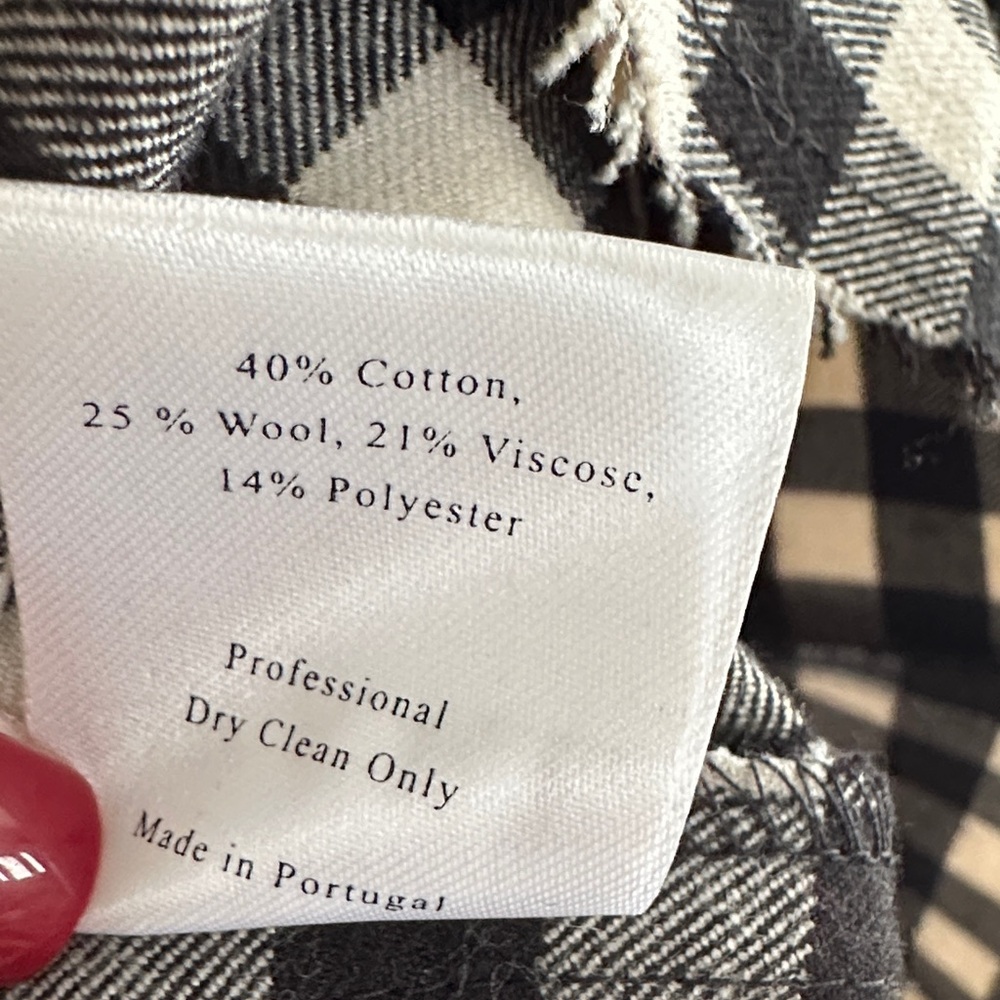 40% Cotton,
25 % Wool, 21% Viscose,
14% Polyester
Professional
Dry Clean Only
Made in Portugal